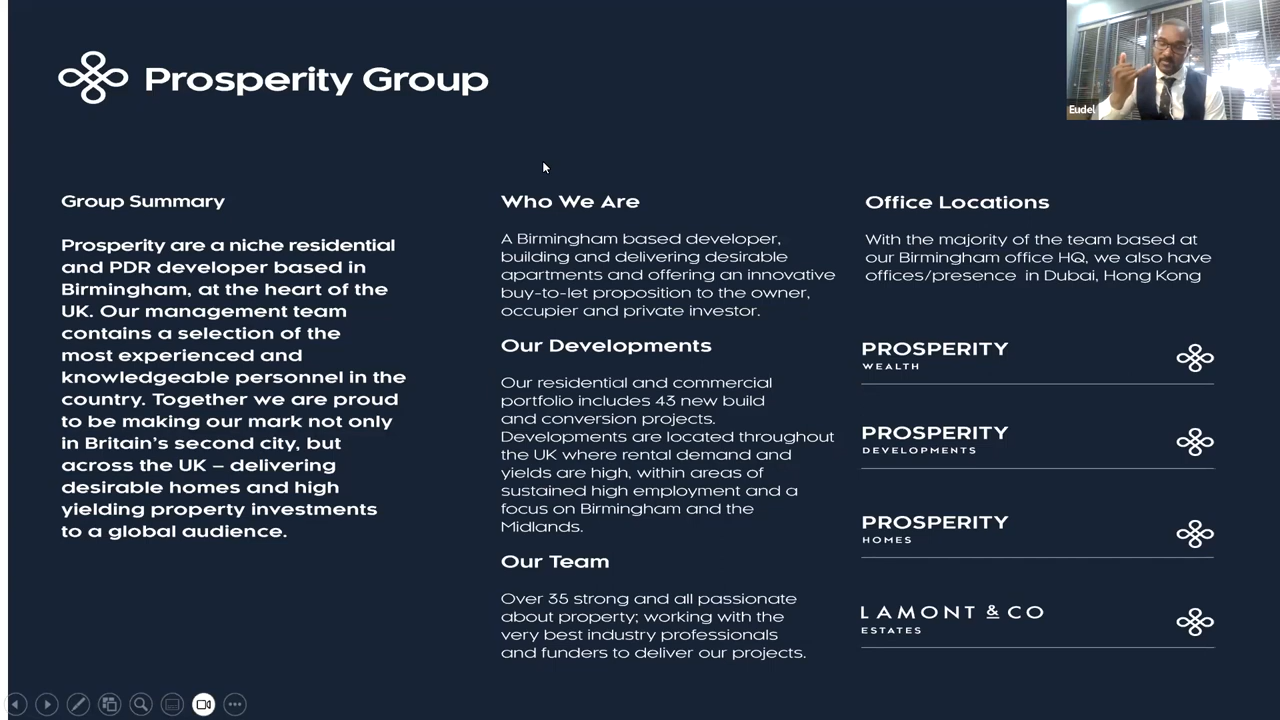 Prosperity Group
Eudel
Group Summary
Prosperity are a niche residential
and PDR developer based in
Birmingham, at the heart of the
UK. Our management team
contains a selection of the
most experienced and
knowledgeable personnel in the
country. Together we are proud
to be making our mark not only
in Britain's second city, but
across the UK – delivering
desirable homes and high
yielding property investments
to a global audience.
Who We Are
A Birmingham based developer,
building and delivering desirable
apartments and offering an innovative
buy-to-let proposition to the owner,
occupier and private investor.
Our Developments
Our residential and commercial
portfolio includes 43 new build
and conversion projects.
Developments are located throughout
the UK where rental demand and
yields are high, within areas of
sustained high employment and a
focus on Birmingham and the
Midlands.
Our Team
Over 35 strong and all passionate
about property; working with the
very best industry professionals
and funders to deliver our projects.
Office Locations
With the majority of the team based at
our Birmingham office HQ, we also have
offices/presence in Dubai, Hong Kong
PROSPERITY
WEALTH
PROSPERITY
DEVELOPMENTS
PROSPERITY
HOMES
LAMONT & CO
ESTATES